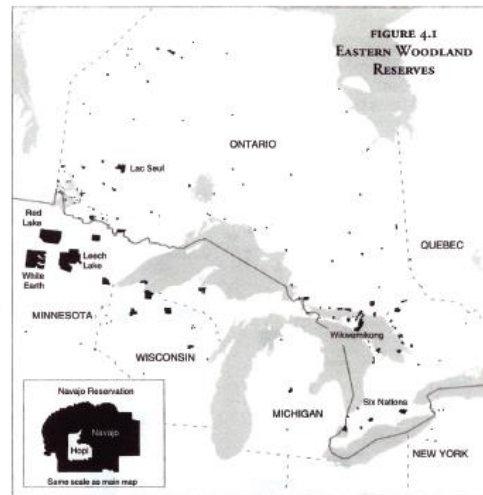 FIGURE 4.1
EASTERN WOODLAND
RESERVES
ONTARIO
Lac Seul
Red
Lake
QUEBEC
Leech
Lake
White
Earth
MINNESOTA
Wikwemikong
WISCONSIN
Navajo Reservation
MICHIGAN
Six Nations
Navajo
Hopi
NEW YORK
Same scale as main map